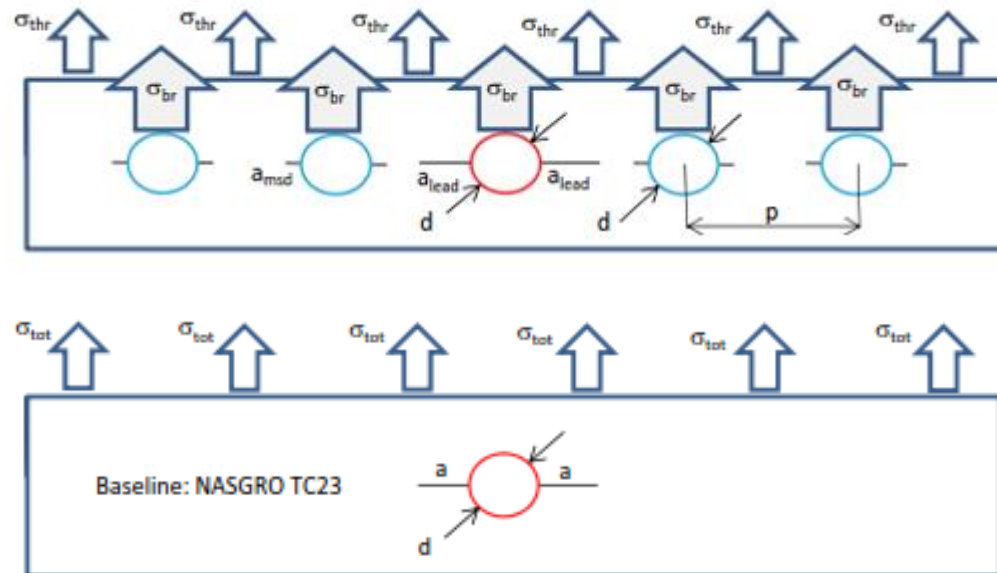 σthr σthr σthr σthr σthr σthr
σbr σbr σbr σbr σbr
amsd alead alead
d d p
σtot σtot σtot σtot σtot σtot
Baseline: NASGRO TC23 a a
d